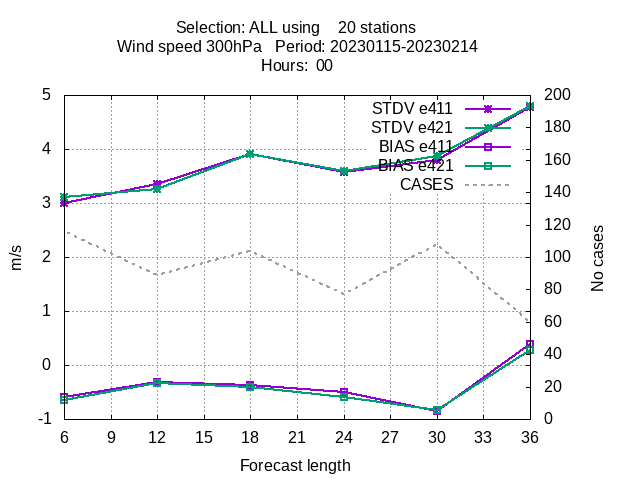 Selection: ALL using    20 stations
Wind speed 300hPa   Period: 20230115-20230214
Hours:  00
STDV e411
STDV e421
BIAS e411
BIAS e421
CASES
5
4
3
2
1
0
-1
m/s
200
180
160
140
120
100
80
60
40
20
0
No cases
6 9 12 15 18 21 24 27 30 33 36
Forecast length